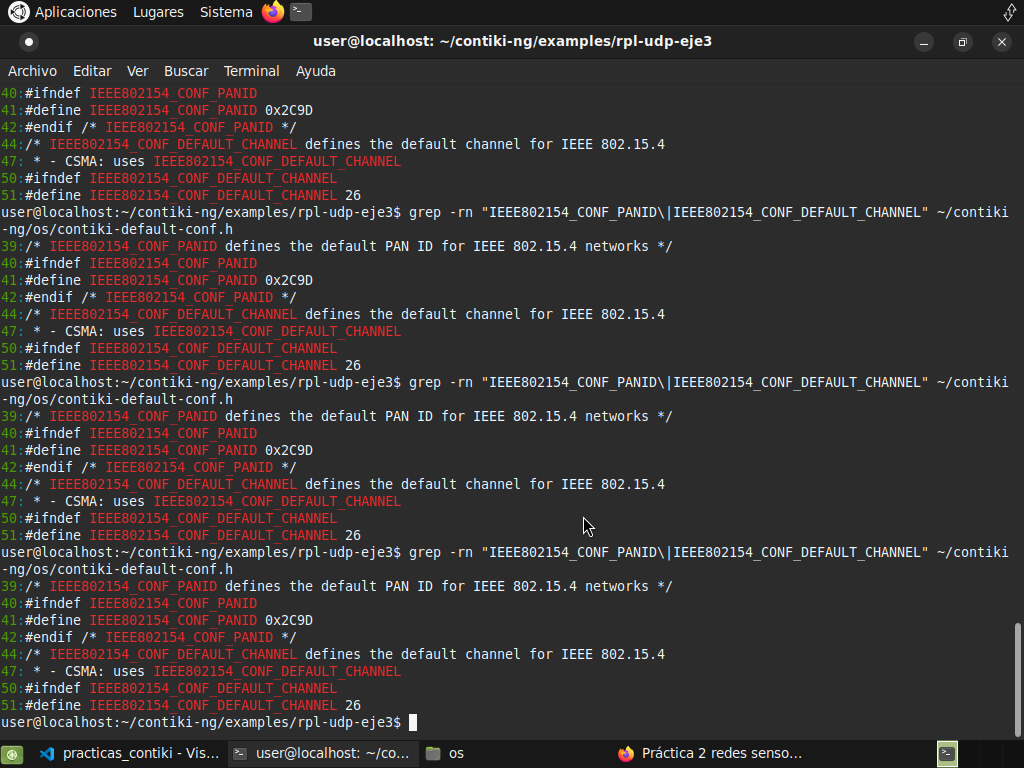 Aplicaciones Lugares Sistema
user@localhost: ~/contiki-ng/examples/rpl-udp-eje3
Archivo Editar Ver Buscar Terminal Ayuda
40:#ifndef IEEE802154_CONF_PANID
41:#define IEEE802154_CONF_PANID 0x2C9D
42:#endif /* IEEE802154_CONF_PANID */
44:/* IEEE802154_CONF_DEFAULT_CHANNEL defines the default channel for IEEE 802.15.4
47: * - CSMA: uses IEEE802154_CONF_DEFAULT_CHANNEL
50:#ifndef IEEE802154_CONF_DEFAULT_CHANNEL
51:#define IEEE802154_CONF_DEFAULT_CHANNEL 26
user@localhost:~/contiki-ng/examples/rpl-udp-eje3$ grep -rn "IEEE802154_CONF_PANID\|IEEE802154_CONF_DEFAULT_CHANNEL" ~/contiki
-ng/os/contiki-default-conf.h
39:/* IEEE802154_CONF_PANID defines the default PAN ID for IEEE 802.15.4 networks */
40:#ifndef IEEE802154_CONF_PANID
41:#define IEEE802154_CONF_PANID 0x2C9D
42:#endif /* IEEE802154_CONF_PANID */
44:/* IEEE802154_CONF_DEFAULT_CHANNEL defines the default channel for IEEE 802.15.4
47: * - CSMA: uses IEEE802154_CONF_DEFAULT_CHANNEL
50:#ifndef IEEE802154_CONF_DEFAULT_CHANNEL
51:#define IEEE802154_CONF_DEFAULT_CHANNEL 26
user@localhost:~/contiki-ng/examples/rpl-udp-eje3$ grep -rn "IEEE802154_CONF_PANID\|IEEE802154_CONF_DEFAULT_CHANNEL" ~/contiki
-ng/os/contiki-default-conf.h
39:/* IEEE802154_CONF_PANID defines the default PAN ID for IEEE 802.15.4 networks */
40:#ifndef IEEE802154_CONF_PANID
41:#define IEEE802154_CONF_PANID 0x2C9D
42:#endif /* IEEE802154_CONF_PANID */
44:/* IEEE802154_CONF_DEFAULT_CHANNEL defines the default channel for IEEE 802.15.4
47: * - CSMA: uses IEEE802154_CONF_DEFAULT_CHANNEL
50:#ifndef IEEE802154_CONF_DEFAULT_CHANNEL
51:#define IEEE802154_CONF_DEFAULT_CHANNEL 26
user@localhost:~/contiki-ng/examples/rpl-udp-eje3$ grep -rn "IEEE802154_CONF_PANID\|IEEE802154_CONF_DEFAULT_CHANNEL" ~/contiki
-ng/os/contiki-default-conf.h
39:/* IEEE802154_CONF_PANID defines the default PAN ID for IEEE 802.15.4 networks */
40:#ifndef IEEE802154_CONF_PANID
41:#define IEEE802154_CONF_PANID 0x2C9D
42:#endif /* IEEE802154_CONF_PANID */
44:/* IEEE802154_CONF_DEFAULT_CHANNEL defines the default channel for IEEE 802.15.4
47: * - CSMA: uses IEEE802154_CONF_DEFAULT_CHANNEL
50:#ifndef IEEE802154_CONF_DEFAULT_CHANNEL
51:#define IEEE802154_CONF_DEFAULT_CHANNEL 26
user@localhost:~/contiki-ng/examples/rpl-udp-eje3$
practicas_contiki - Vis... user@localhost: ~/co... os Práctica 2 redes senso...